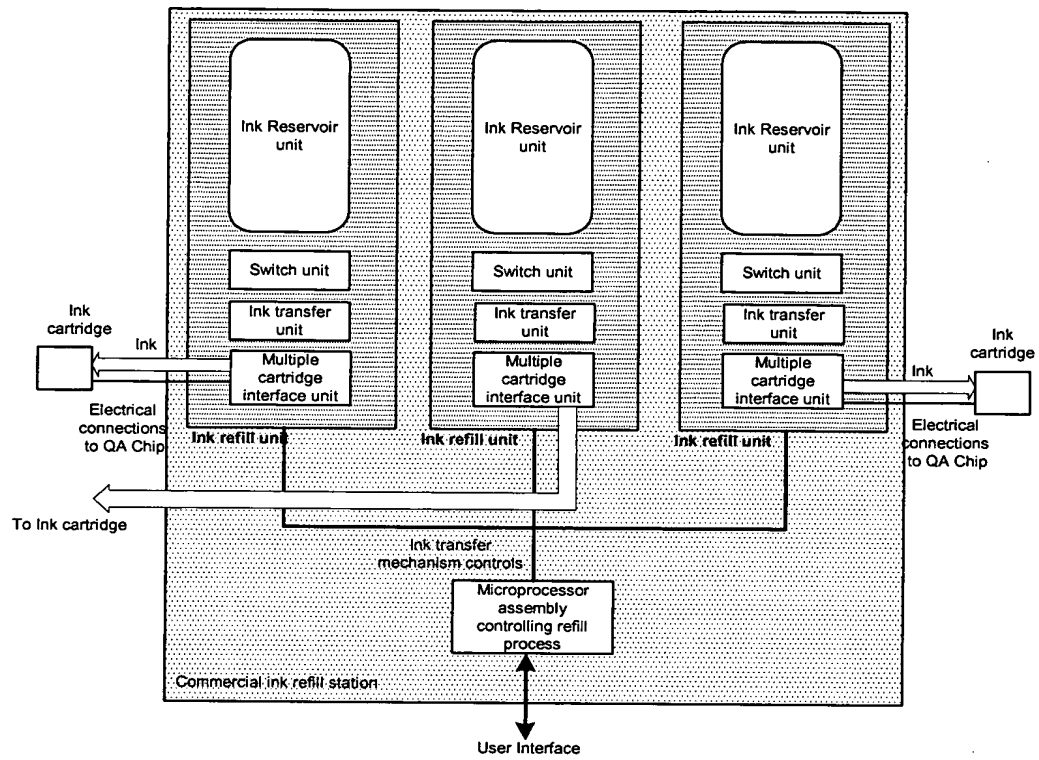 Ink Reservoir
unit
Ink Reservoir
unit
Ink Reservoir
unit
Switch unit
Switch unit
Switch unit
Ink transfer
unit
Ink transfer
unit
Ink transfer
unit
Ink
cartridge
Ink
Multiple
cartridge
interface unit
Multiple
cartridge
interface unit
Multiple
cartridge
interface unit
Ink
Ink
cartridge
Electrical
connections
to QA Chip
Ink refill unit
Ink refill unit
Ink refill unit
Electrical
connections
to QA Chip
To Ink cartridge
Ink transfer
mechanism controls
Microprocessor
assembly
controlling refill
process
Commercial ink refill station
User Interface